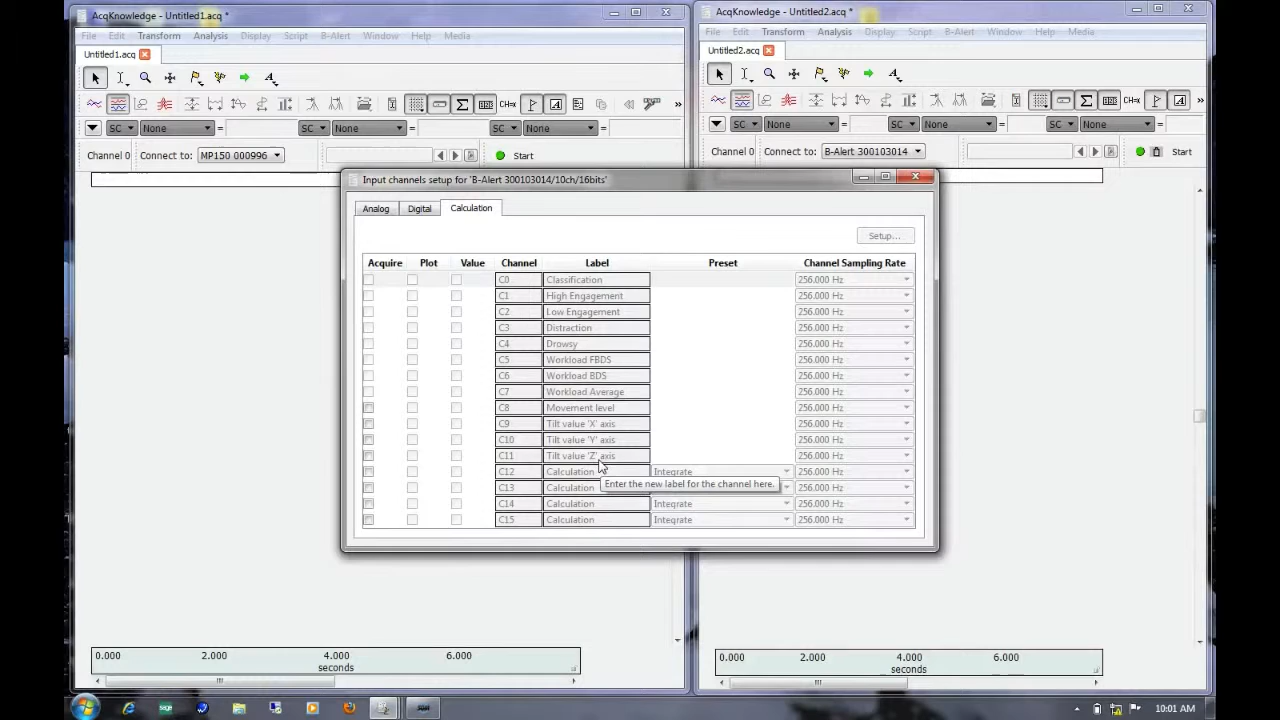 AcqKnowledge - Untitled1.acq *
File Edit Transform Analysis Display Script B-Alert Window Help Media
Untitled1.acq
CH×
»
SC None = SC None = SC None =
Channel 0 Connect to: MP150 000996 Start
0.000 2.000 4.000 6.000
seconds
AcqKnowledge - Untitled2.acq *
File Edit Transform Analysis Display Script B-Alert Window Help Media
Untitled2.acq
CH×
»
SC None = SC None = SC None =
Channel 0 Connect to: B-Alert 300103014 Start
0.000 2.000 4.000 6.000
seconds
Input channels setup for 'B-Alert 300103014/10ch/16bits'
Analog Digital Calculation
Setup...
Acquire Plot Value Channel Label Preset Channel Sampling Rate
C0 Classification 256.000 Hz
C1 High Engagement 256.000 Hz
C2 Low Engagement 256.000 Hz
C3 Distraction 256.000 Hz
C4 Drowsy 256.000 Hz
C5 Workload FBDS 256.000 Hz
C6 Workload BDS 256.000 Hz
C7 Workload Average 256.000 Hz
C8 Movement level 256.000 Hz
C9 Tilt value 'X' axis 256.000 Hz
C10 Tilt value 'Y' axis 256.000 Hz
C11 Tilt value 'Z' axis 256.000 Hz
C12 Calculation Integrate 256.000 Hz
Enter the new label for the channel here.
C13 Calculation 256.000 Hz
C14 Calculation Integrate 256.000 Hz
C15 Calculation Integrate 256.000 Hz
10:01 AM